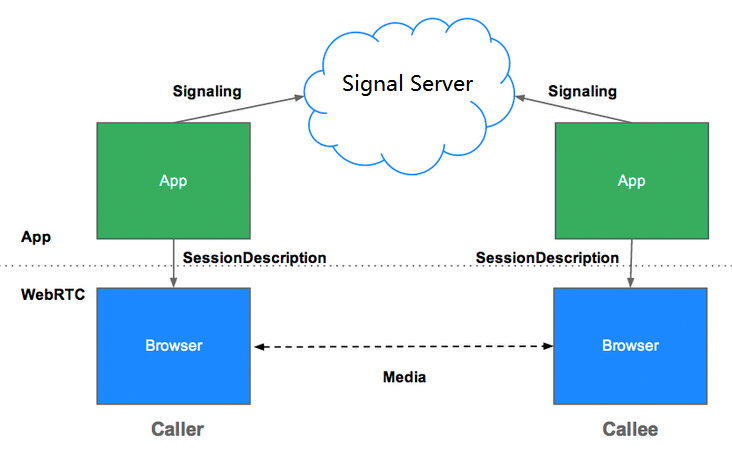 Signal Server
Signaling
Signaling
App
App
App
SessionDescription
SessionDescription
WebRTC
Browser
Browser
Media
Caller
Callee